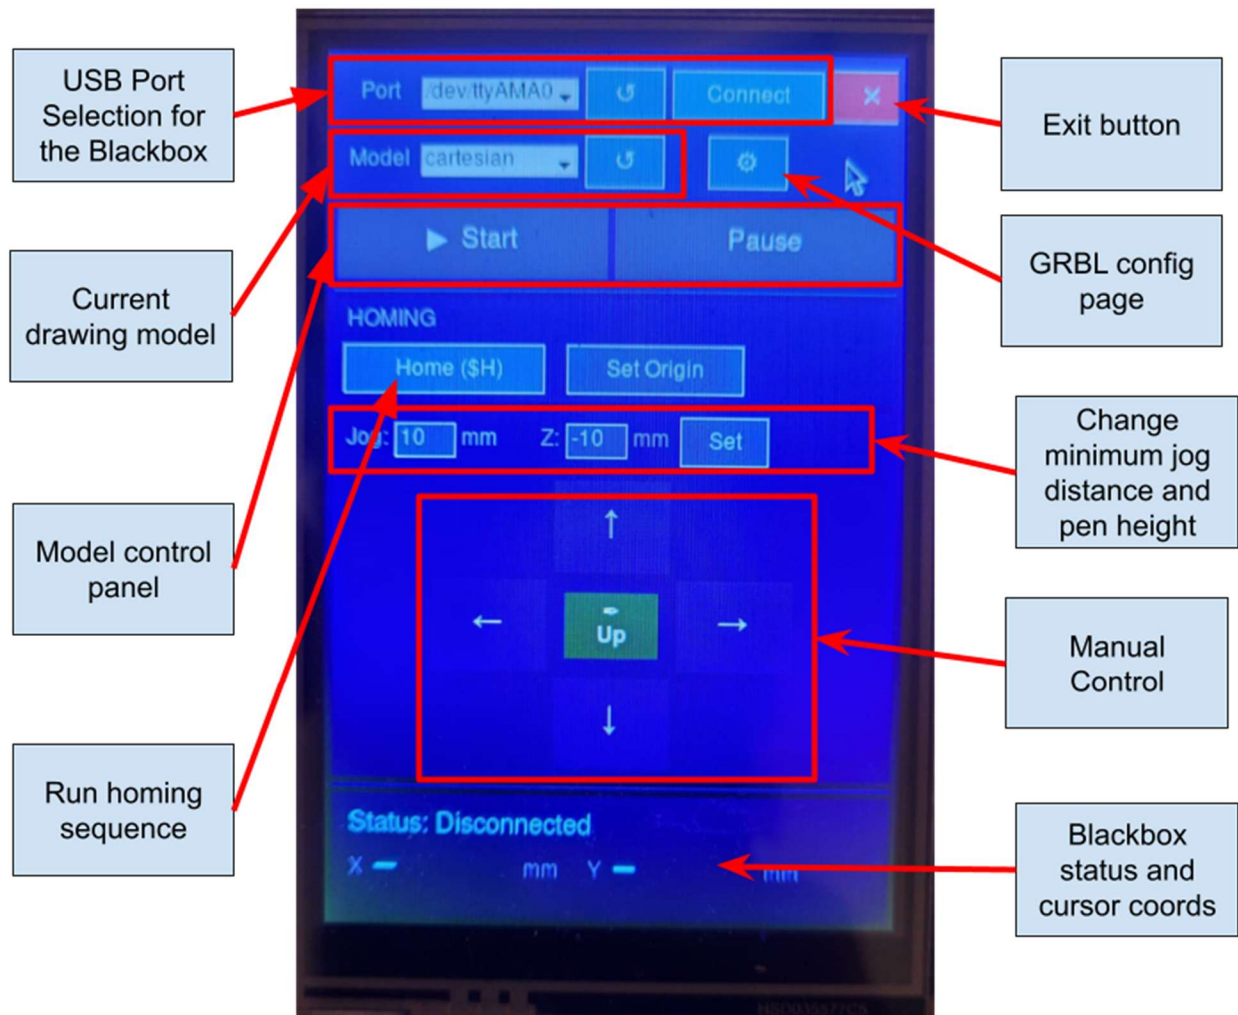 USB Port
Selection for
the Blackbox
Current
drawing model
Model control
panel
Run homing
sequence
Port /dev/ttyAMA0 ↺ Connect ×
Model cartesian ↺ ⚙
▶ Start Pause
HOMING
Home ($H) Set Origin
Jog: 10 mm Z: -10 mm Set
↑
← Up →
↓
Status: Disconnected
X – mm Y – mm
Exit button
GRBL config
page
Change
minimum jog
distance and
pen height
Manual
Control
Blackbox
status and
cursor coords